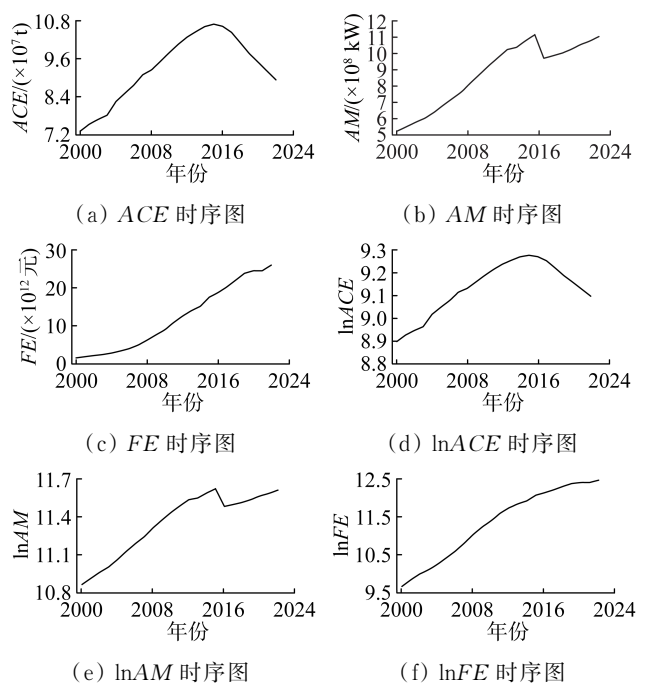 ACE/(×10⁷t)
10.8
9.6
8.4
7.2
2000 2008 2016 2024
年份
(a) ACE 时序图
AM/(×10⁸ kW)
12
11
10
9
8
7
6
5
2000 2008 2016 2024
年份
(b) AM 时序图
FE/(×10¹² 元)
30
20
10
0
2000 2008 2016 2024
年份
(c) FE 时序图
lnACE
9.3
9.2
9.1
9.0
8.9
8.8
2000 2008 2016 2024
年份
(d) lnACE 时序图
lnAM
11.7
11.4
11.1
10.8
2000 2008 2016 2024
年份
(e) lnAM 时序图
lnFE
12.5
11.5
10.5
9.5
2000 2008 2016 2024
年份
(f) lnFE 时序图